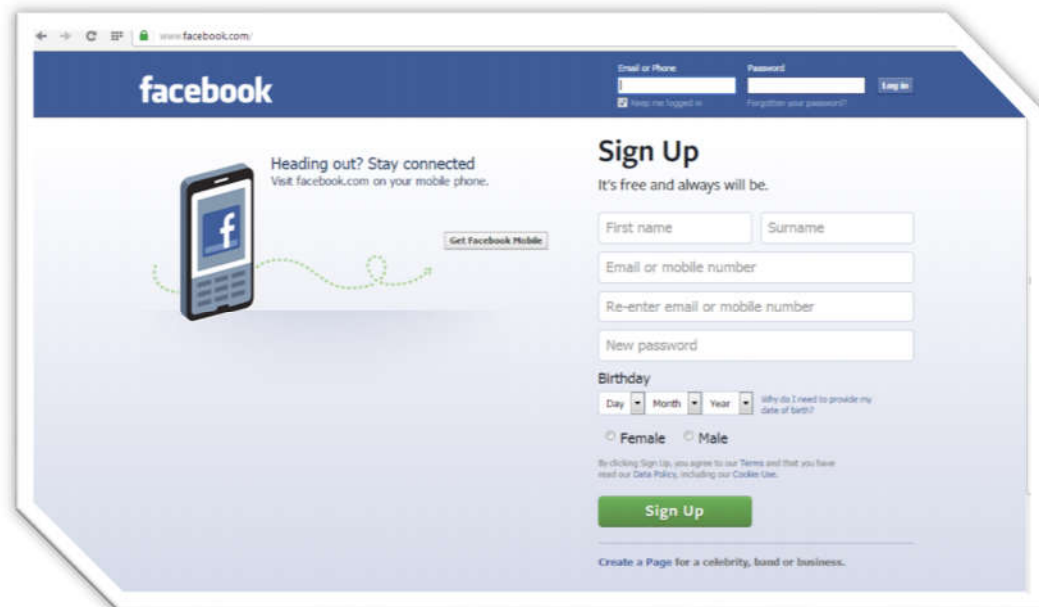 www.facebook.com/
facebook
Email or Phone
Password
Keep me logged in
Forgotten your password?
Log in
Heading out? Stay connected
Visit facebook.com on your mobile phone.
f
Get Facebook Mobile
Sign Up
It's free and always will be.
First name
Surname
Email or mobile number
Re-enter email or mobile number
New password
Birthday
Day
Month
Year
Why do I need to provide my
date of birth?
Female
Male
By clicking Sign Up, you agree to our Terms and that you have
read our Data Policy, including our Cookie Use.
Sign Up
Create a Page for a celebrity, band or business.